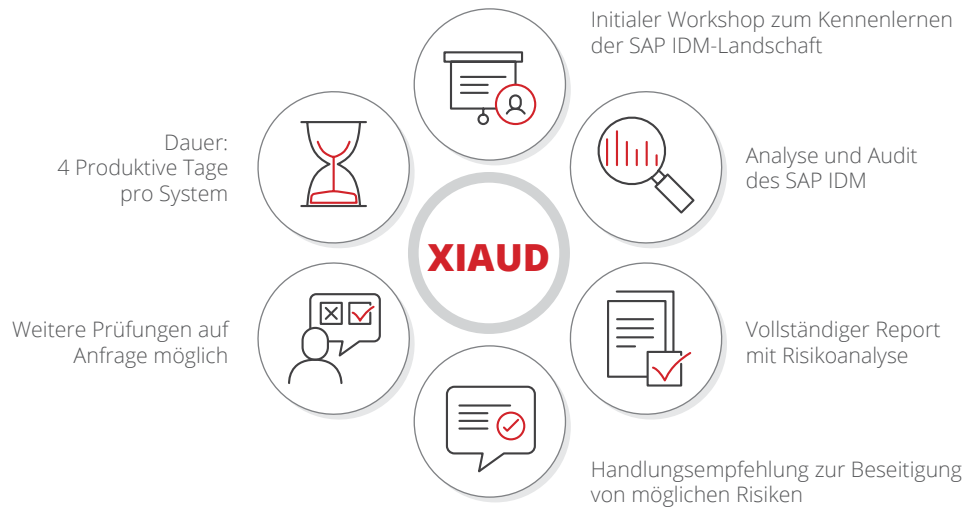 Initialer Workshop zum Kennenlernen
der SAP IDM-Landschaft
Analyse und Audit
des SAP IDM
Vollständiger Report
mit Risikoanalyse
Handlungsempfehlung zur Beseitigung
von möglichen Risiken
Weitere Prüfungen auf
Anfrage möglich
Dauer:
4 Produktive Tage
pro System
XIAUD